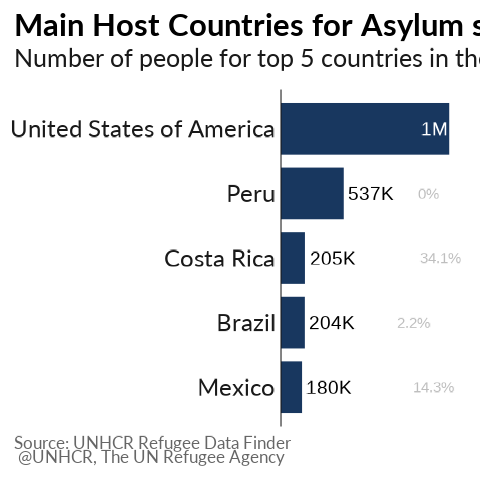 Main Host Countries for Asylum s
Number of people for top 5 countries in the
United States of America 1M
Peru 537K 0%
Costa Rica 205K 34.1%
Brazil 204K 2.2%
Mexico 180K 14.3%
Source: UNHCR Refugee Data Finder
@UNHCR, The UN Refugee Agency